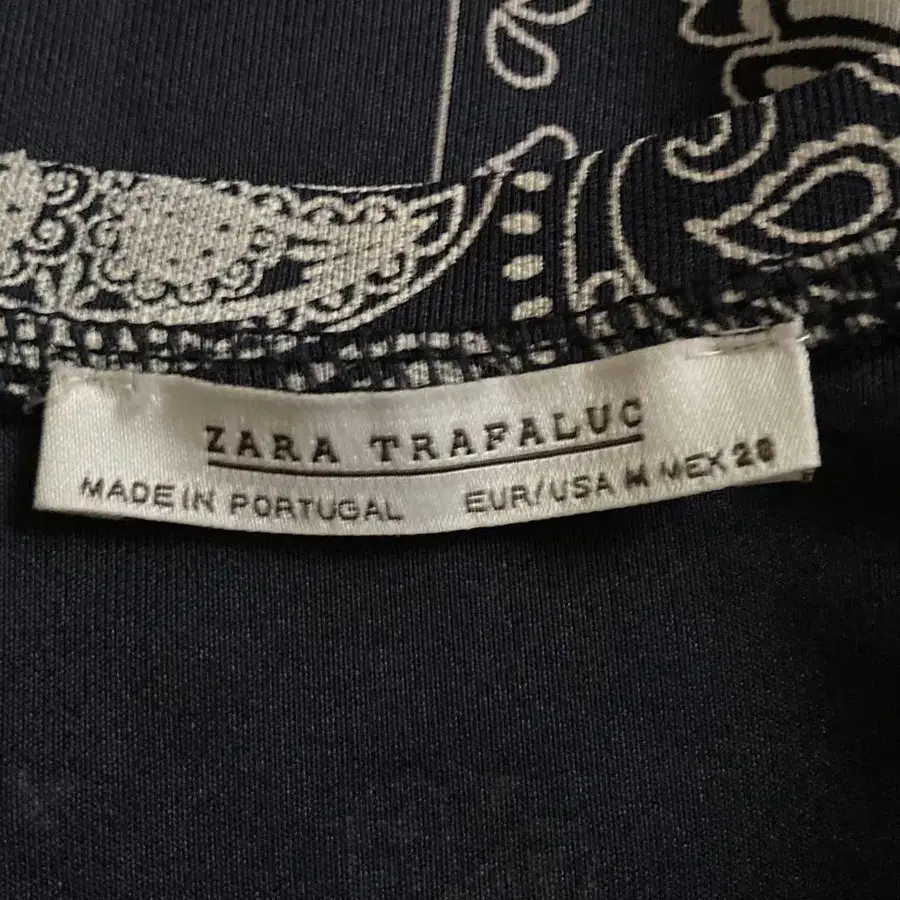 ZARA TRAFALUC
MADE IN PORTUGAL EUR/USA M MEX 28